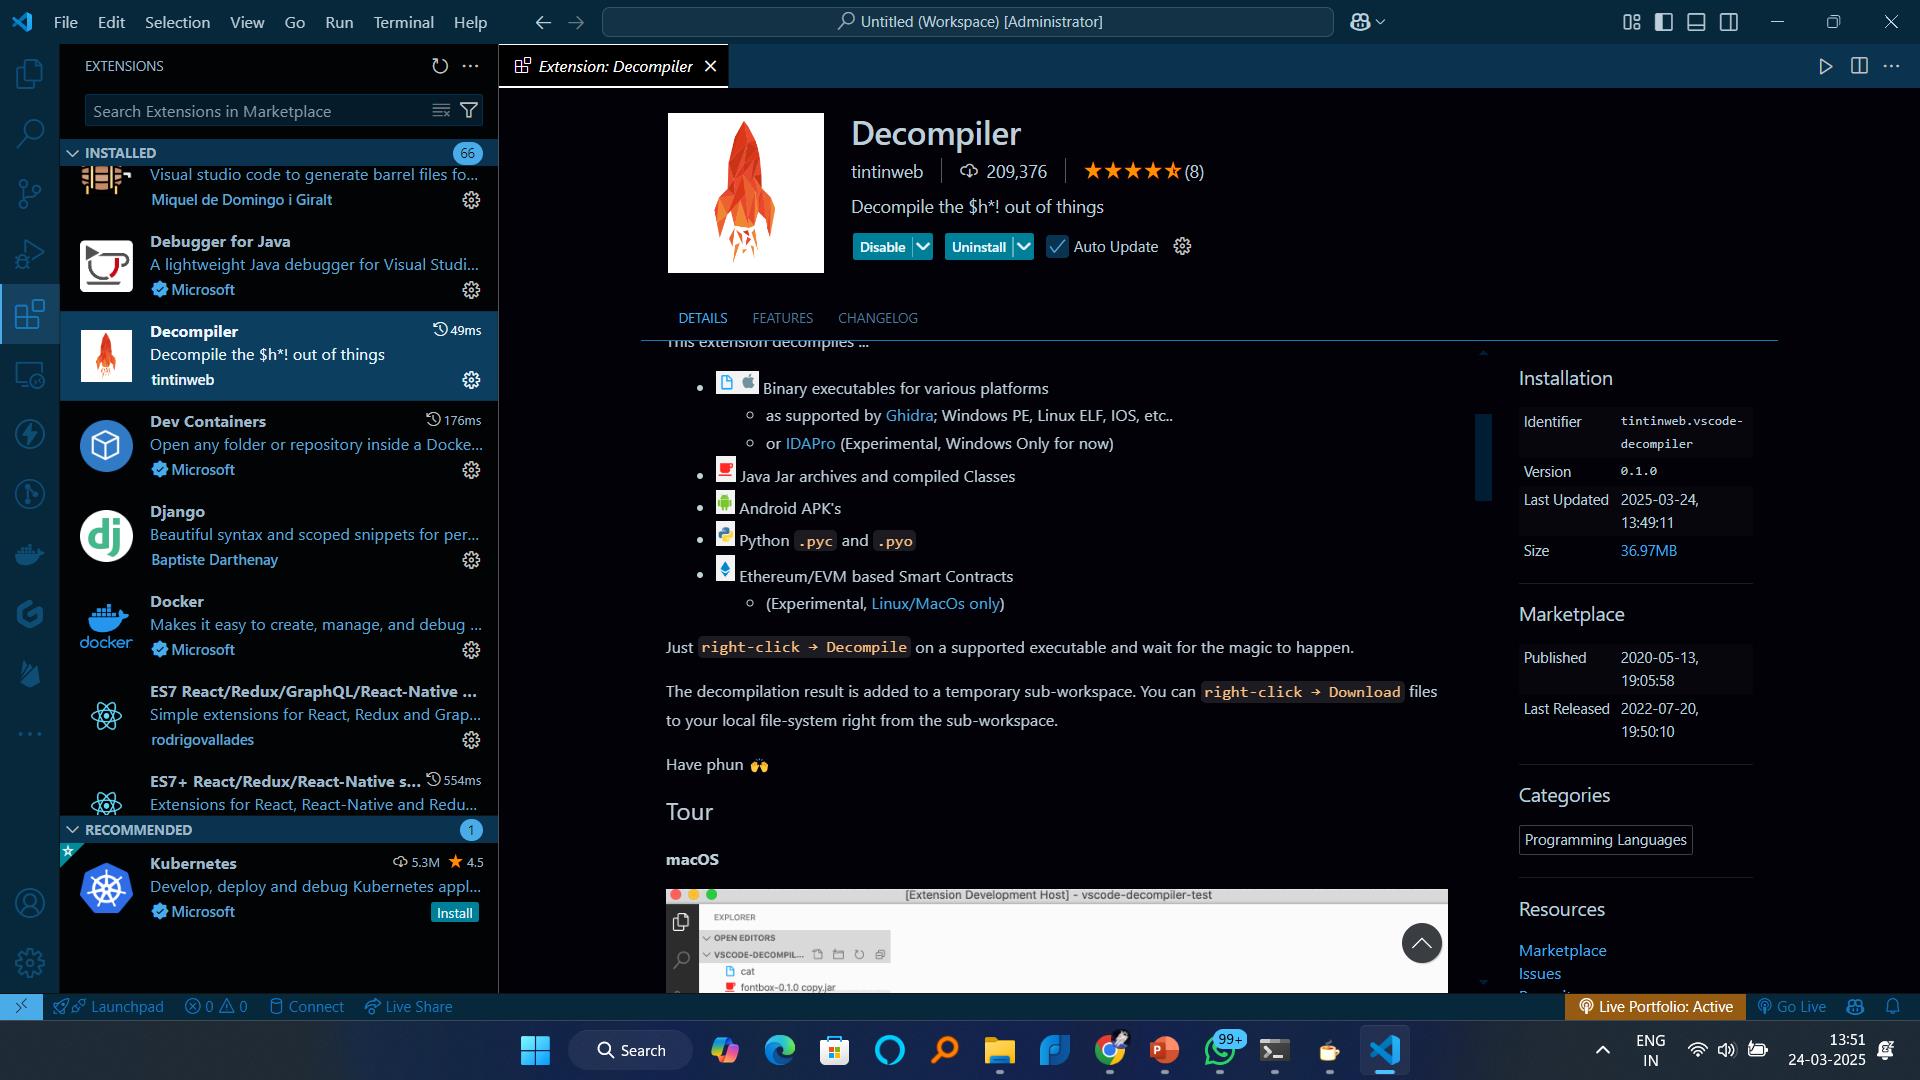 File Edit Selection View Go Run Terminal Help
Untitled (Workspace) [Administrator]
EXTENSIONS
Search Extensions in Marketplace
INSTALLED 66
Visual studio code to generate barrel files fo...
Miquel de Domingo i Giralt
Debugger for Java
A lightweight Java debugger for Visual Studi...
Microsoft
Decompiler 49ms
Decompile the $h*! out of things
tintinweb
Dev Containers 176ms
Open any folder or repository inside a Docke...
Microsoft
Django
Beautiful syntax and scoped snippets for per...
Baptiste Darthenay
Docker
Makes it easy to create, manage, and debug ...
Microsoft
ES7 React/Redux/GraphQL/React-Native ...
Simple extensions for React, Redux and Grap...
rodrigovallades
ES7+ React/Redux/React-Native s... 554ms
Extensions for React, React-Native and Redu...
RECOMMENDED 1
Kubernetes 5.3M 4.5
Develop, deploy and debug Kubernetes appl...
Microsoft Install
dj
docker
Extension: Decompiler
Decompiler
tintinweb 209,376 (8)
Decompile the $h*! out of things
Disable Uninstall Auto Update
DETAILS FEATURES CHANGELOG
This extension decompiles ...
Binary executables for various platforms
as supported by Ghidra; Windows PE, Linux ELF, IOS, etc..
or IDAPro (Experimental, Windows Only for now)
Java Jar archives and compiled Classes
Android APK's
Python .pyc and .pyo
Ethereum/EVM based Smart Contracts
(Experimental, Linux/MacOs only)
Just right-click → Decompile on a supported executable and wait for the magic to happen.
The decompilation result is added to a temporary sub-workspace. You can right-click → Download files
to your local file-system right from the sub-workspace.
Have phun 🙌
Tour
macOS
[Extension Development Host] - vscode-decompiler-test
EXPLORER
OPEN EDITORS
VSCODE-DECOMPIL...
cat
fontbox-0.1.0 copy.jar
Installation
Identifier tintinweb.vscode-
decompiler
Version 0.1.0
Last Updated 2025-03-24,
13:49:11
Size 36.97MB
Marketplace
Published 2020-05-13,
19:05:58
Last Released 2022-07-20,
19:50:10
Categories
Programming Languages
Resources
Marketplace
Issues
Launchpad 0 0 Connect Live Share
Live Portfolio: Active Go Live
Search
99+
ENG
IN
13:51
24-03-2025